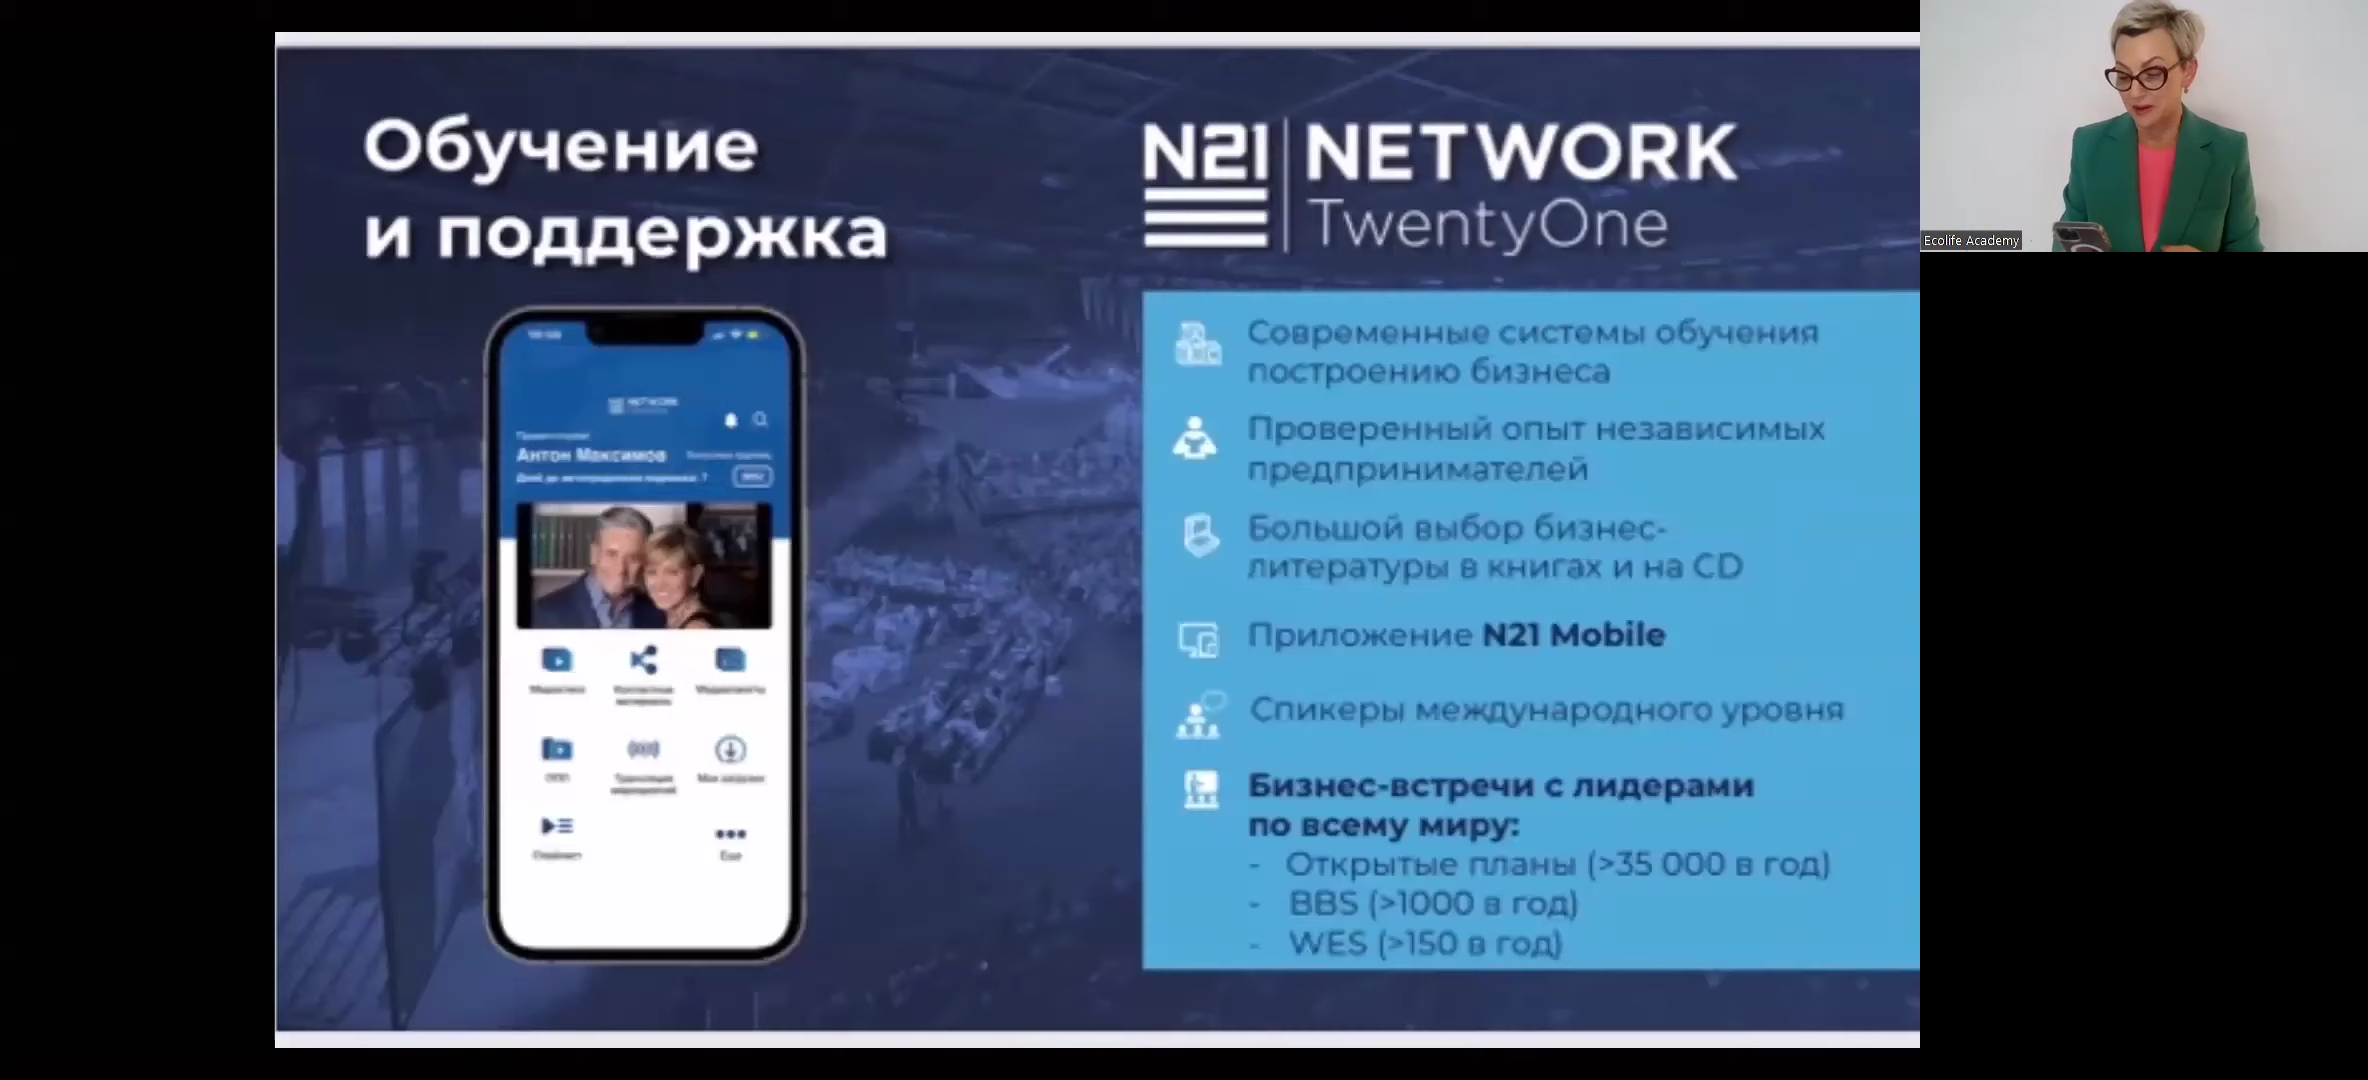 Обучение
и поддержка
N21 NETWORK
TwentyOne
NETWORK
Антон Максимов
Еще
Современные системы обучения
построению бизнеса
Проверенный опыт независимых
предпринимателей
Большой выбор бизнес-
литературы в книгах и на CD
Приложение N21 Mobile
Спикеры международного уровня
Бизнес-встречи с лидерами
по всему миру:
- Открытые планы (>35 000 в год)
- BBS (>1000 в год)
- WES (>150 в год)
Ecolife Academy